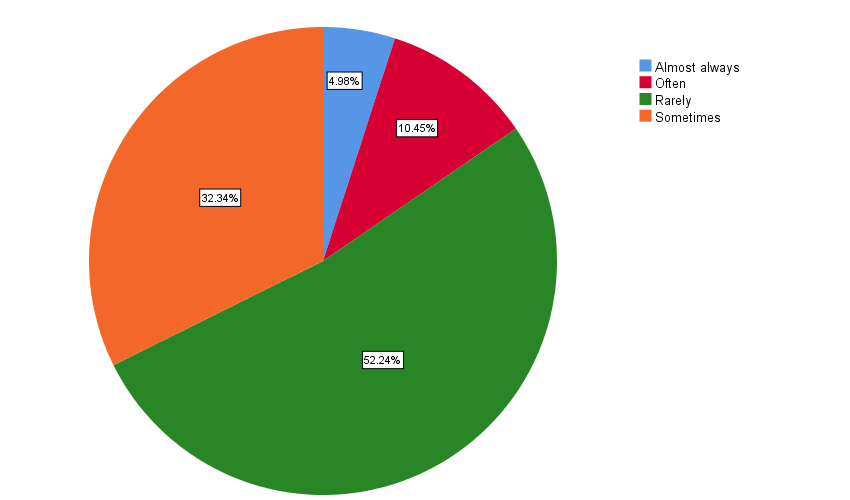 4.98%
10.45%
32.34%
52.24%
Almost always
Often
Rarely
Sometimes